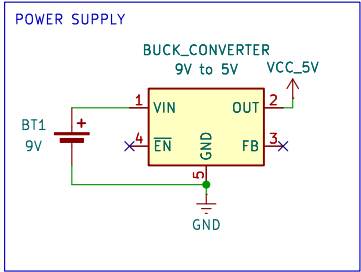 POWER SUPPLY
BUCK_CONVERTER
9V to 5V
VCC_5V
1 VIN OUT 2
BT1
9V
+
4 EN GND FB 3
5
GND